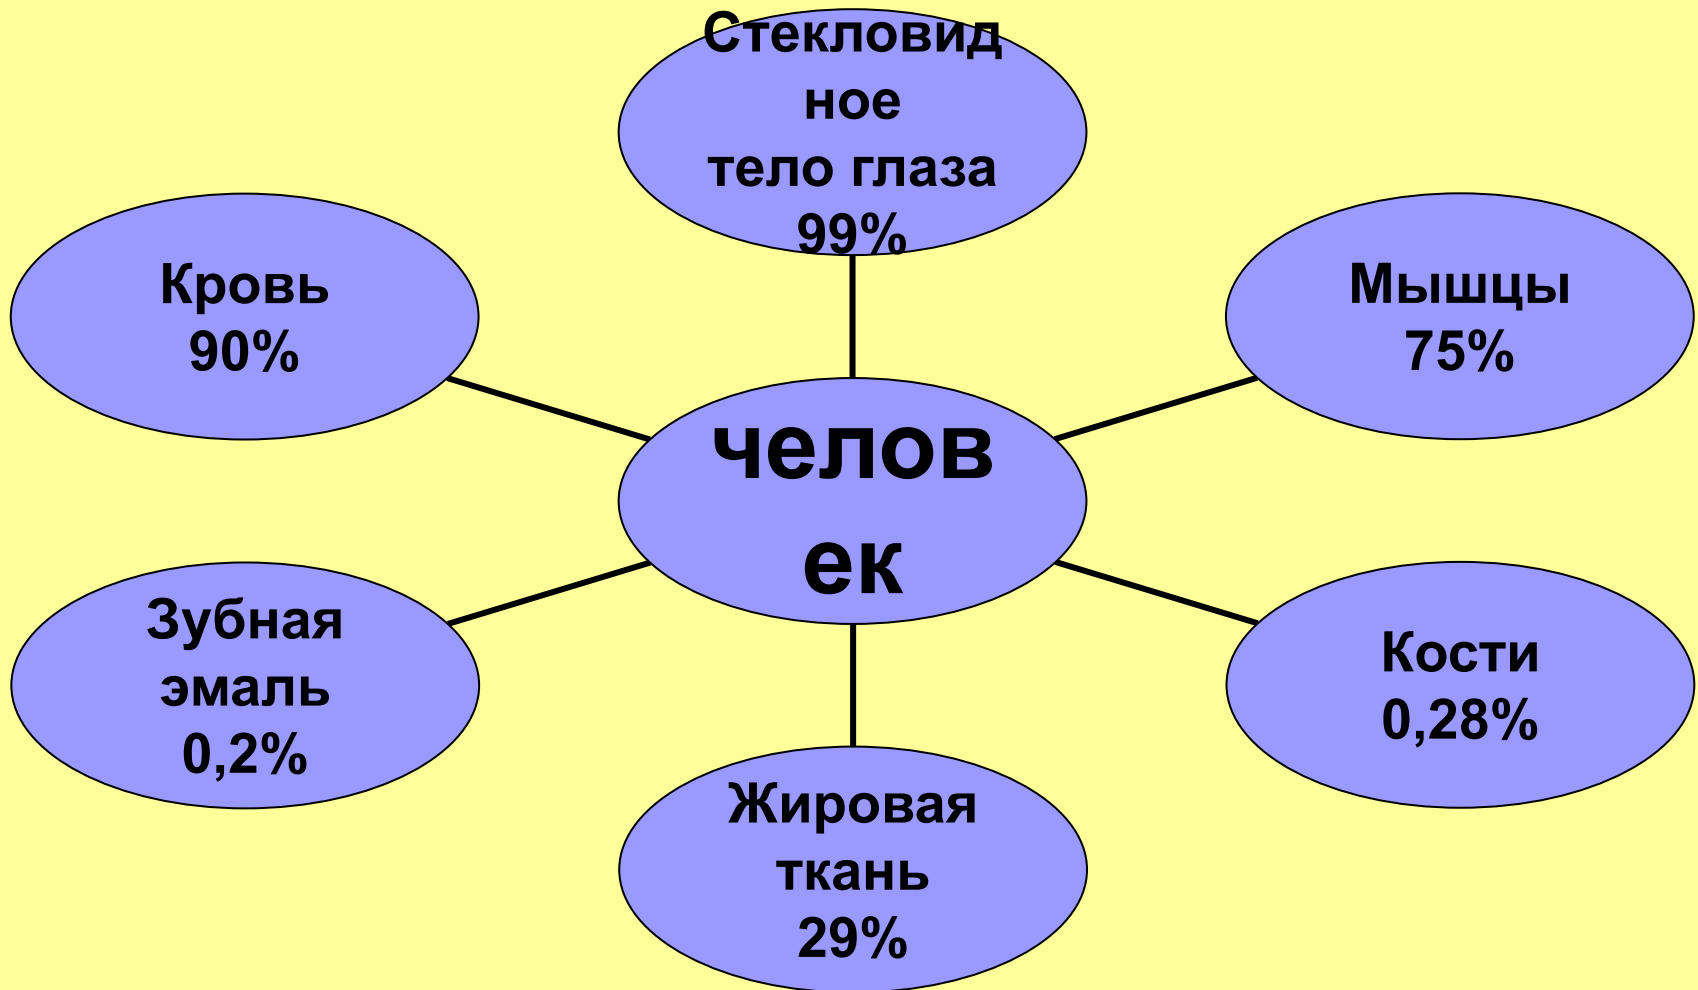 Стекловид
ное
тело глаза
99%
Кровь
90%
Мышцы
75%
челов
ек
Зубная
эмаль
0,2%
Кости
0,28%
Жировая
ткань
29%